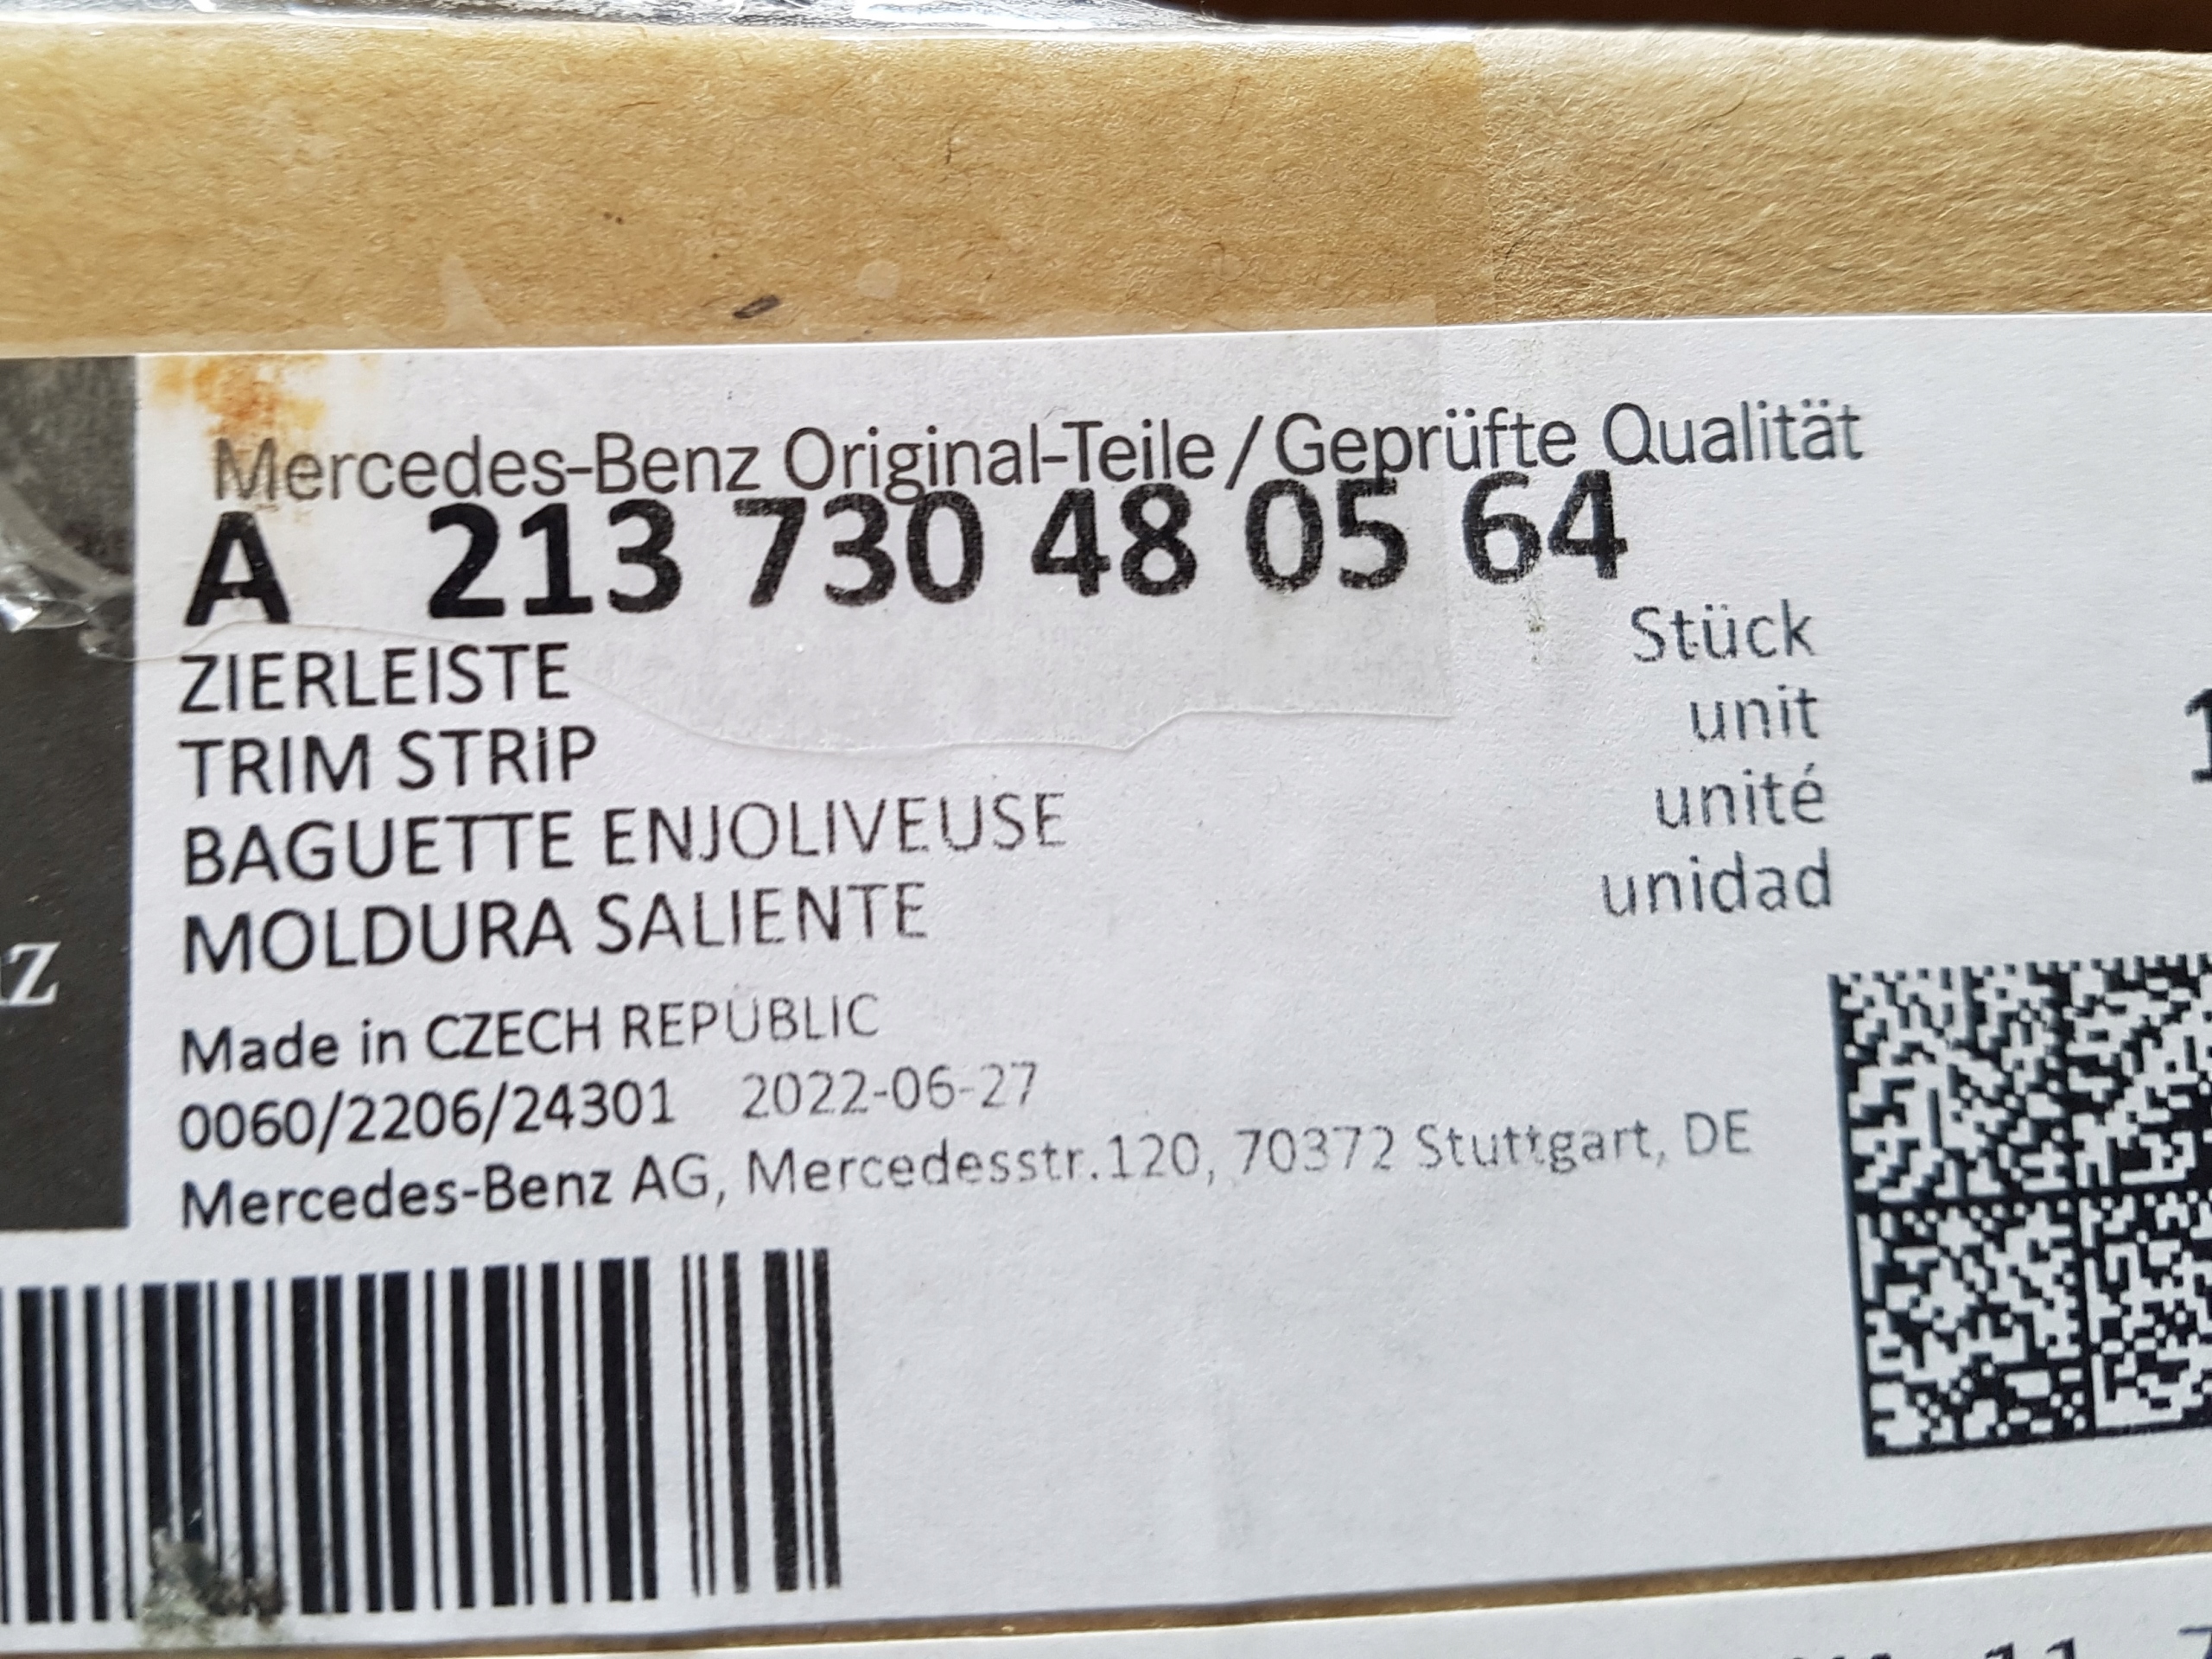 Mercedes-Benz Original-Teile/Geprüfte Qualität
A 213 730 48 05 64
ZIERLEISTE
TRIM STRIP
BAGUETTE ENJOLIVEUSE
MOLDURA SALIENTE
Stück
unit
unité
unidad
1
Made in CZECH REPUBLIC
0060/2206/24301 2022-06-27
Mercedes-Benz AG, Mercedesstr.120, 70372 Stuttgart, DE